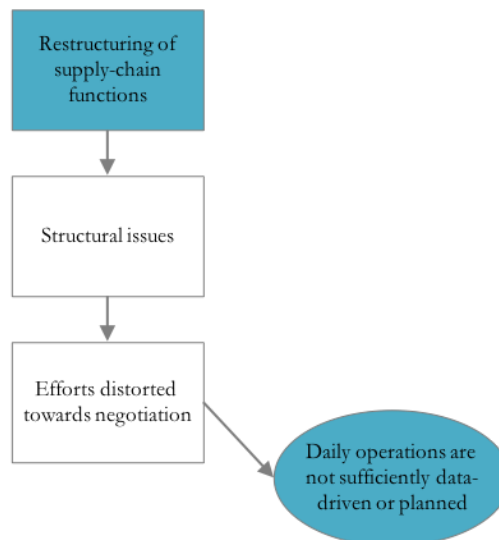 Restructuring of
supply-chain
functions
Structural issues
Efforts distorted
towards negotiation
Daily operations are
not sufficiently data-
driven or planned